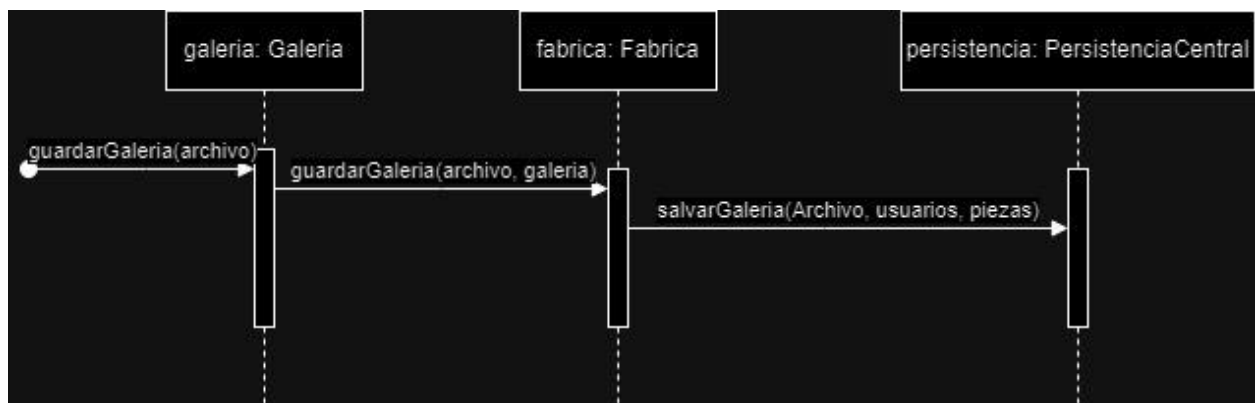 galeria: Galeria
fabrica: Fabrica
persistencia: PersistenciaCentral
guardarGaleria(archivo)
guardarGaleria(archivo, galeria)
salvarGaleria(Archivo, usuarios, piezas)